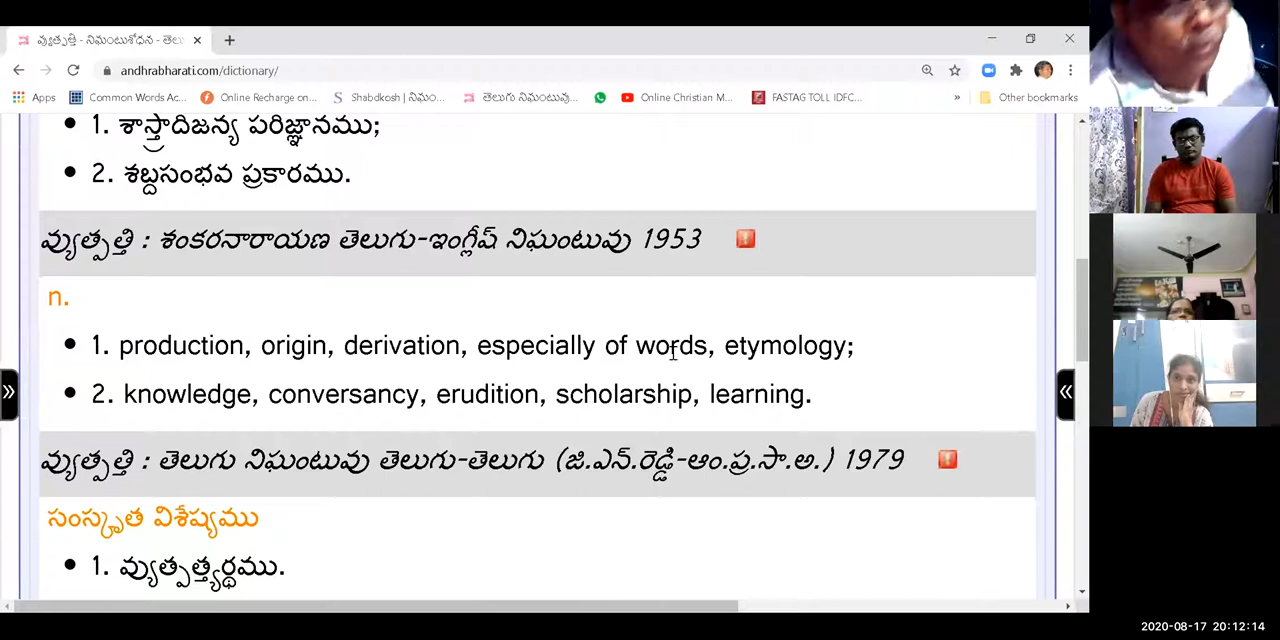 వ్యుత్పత్తి - నిఘంటుశోధన - తెలు
andhrabharati.com/dictionary/
Apps Common Words Ac... Online Recharge on... Shabdkosh | నిఘం... తెలుగు నిఘంటువు... Online Christian M... FASTAG TOLL IDFC... » Other bookmarks
• 1. శాస్త్రాదిజన్య పరిజ్ఞానము;
• 2. శబ్దసంభవ ప్రకారము.
వ్యుత్పత్తి : శంకరనారాయణ తెలుగు-ఇంగ్లీష్ నిఘంటువు 1953
n.
• 1. production, origin, derivation, especially of words, etymology;
• 2. knowledge, conversancy, erudition, scholarship, learning.
వ్యుత్పత్తి : తెలుగు నిఘంటువు తెలుగు-తెలుగు (జి.ఎన్.రెడ్డి-ఆం.ప్ర.సా.అ.) 1979
సంస్కృత విశేష్యము
• 1. వ్యుత్పత్త్యర్థము.
2020-08-17 20:12:14